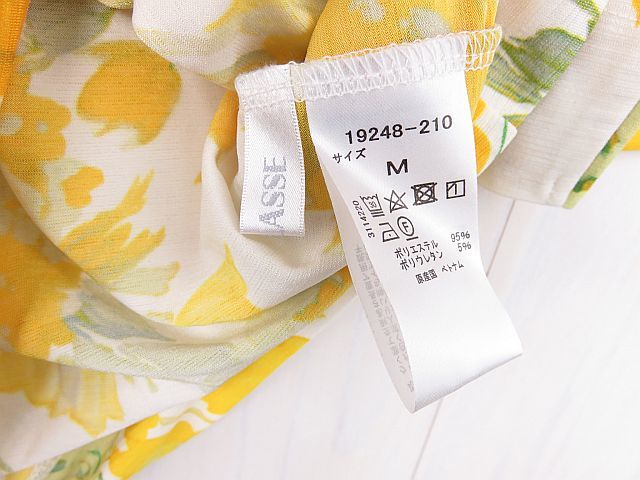 ASSE
19248-210
サイズ
M
3114220
ポリエステル 95%
ポリウレタン 5%
原産国 ベトナム